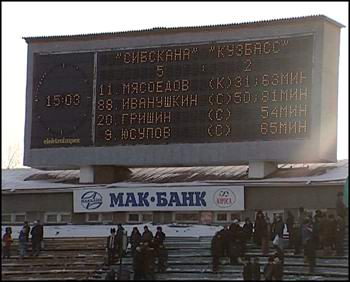 "СИБСКАНА" "КУЗБАСС"
5 : 2
15:03
11. МЯСОЕДОВ (К) 31; 63МИН
88. ИВАНУШКИН (С) 50; 81МИН
20. ГРИШИН (С) 54МИН
9. ЮСУПОВ (С) 65МИН
elektroimpex
МАК·БАНК